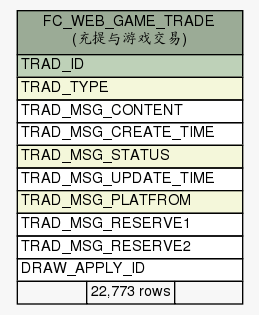 FC_WEB_GAME_TRADE
(充提与游戏交易)
TRAD_ID
TRAD_TYPE
TRAD_MSG_CONTENT
TRAD_MSG_CREATE_TIME
TRAD_MSG_STATUS
TRAD_MSG_UPDATE_TIME
TRAD_MSG_PLATFROM
TRAD_MSG_RESERVE1
TRAD_MSG_RESERVE2
DRAW_APPLY_ID
22,773 rows